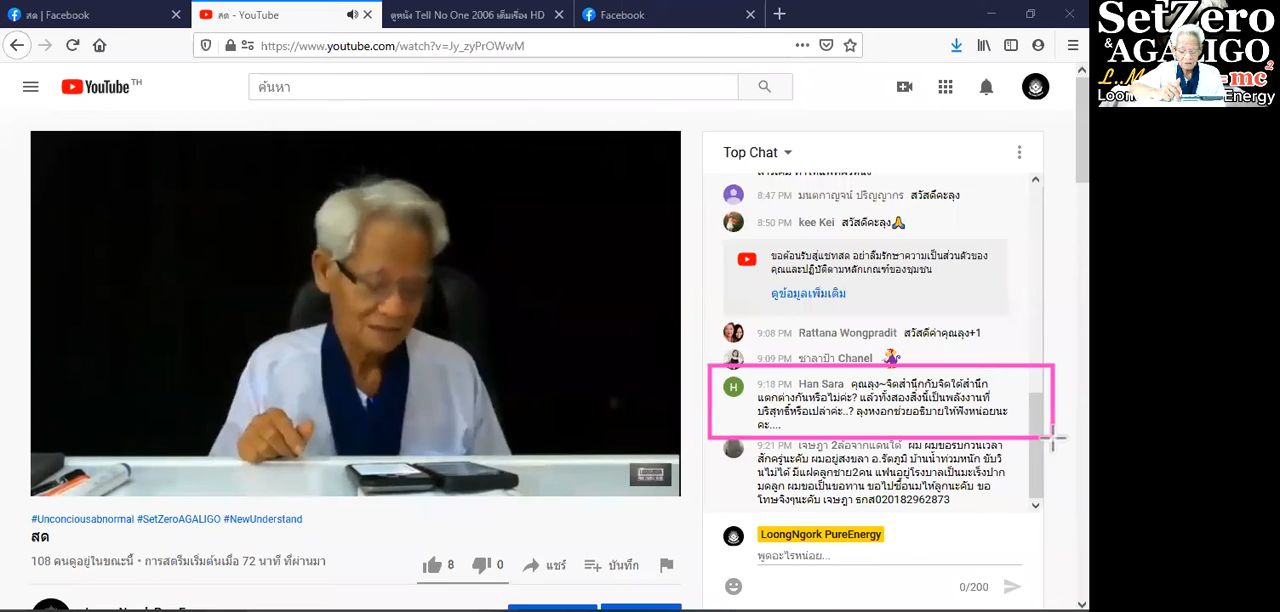 สด | Facebook
สด - YouTube
ดูหนัง Tell No One 2006 เต็มเรื่อง HD
Facebook
https://www.youtube.com/watch?v=Jy_zyPrOWwM
SetZero
& AGALIGO
=mc2
Energy
YouTube TH
ค้นหา
Top Chat
8:47 PM มนตกาญจน์ ปริญญากร สวัสดีคะลุง
8:50 PM kee Kei สวัสดีคะลุง
ขอต้อนรับสู่แชทสด อย่าลืมรักษาความเป็นส่วนตัวของ
คุณและปฏิบัติตามหลักเกณฑ์ของชุมชน
ดูข้อมูลเพิ่มเติม
9:08 PM Rattana Wongpradit สวัสดีค่าคุณลุง+1
9:09 PM ชาลาป้า Chanel
H
9:18 PM Han Sara คุณลุง~จิตสำนึกกับจิตใต้สำนึก
แตกต่างกันหรือไม่ค่ะ? แล้วทั้งสองสิ่งนี้เป็นพลังงานที่
บริสุทธิ์หรือเปล่าค่ะ..? ลุงหงอกช่วยอธิบายให้ฟังหน่อยนะ
คะ....
9:21 PM เจษฎา 2ล้อจากแดนใต้ ผม ผมขอรบกวนเวลา
สักครู่นะคับ ผมอยู่สงขลา อ.รัตภูมิ บ้านน้ำท่วมหนัก ขับวิ
นไม่ได้ มีแฝดลูกชาย2คน แฟนอยู่โรงบาลเป็นมะเร็งปาก
มดลูก ผมขอเป็นขอทาน ขอไปซื้อนมให้ลูกนะคับ ขอ
โทษจิงๆนะคับ เจษฎา ธกส020182962873
#Unconciousabnormal #SetZeroAGALIGO #NewUnderstand
สด
108 คนดูอยู่ในขณะนี้ • การสตรีมเริ่มต้นเมื่อ 72 นาที ที่ผ่านมา
8
0
แชร์
บันทึก
LoongNgork PureEnergy
พูดอะไรหน่อย...
0/200